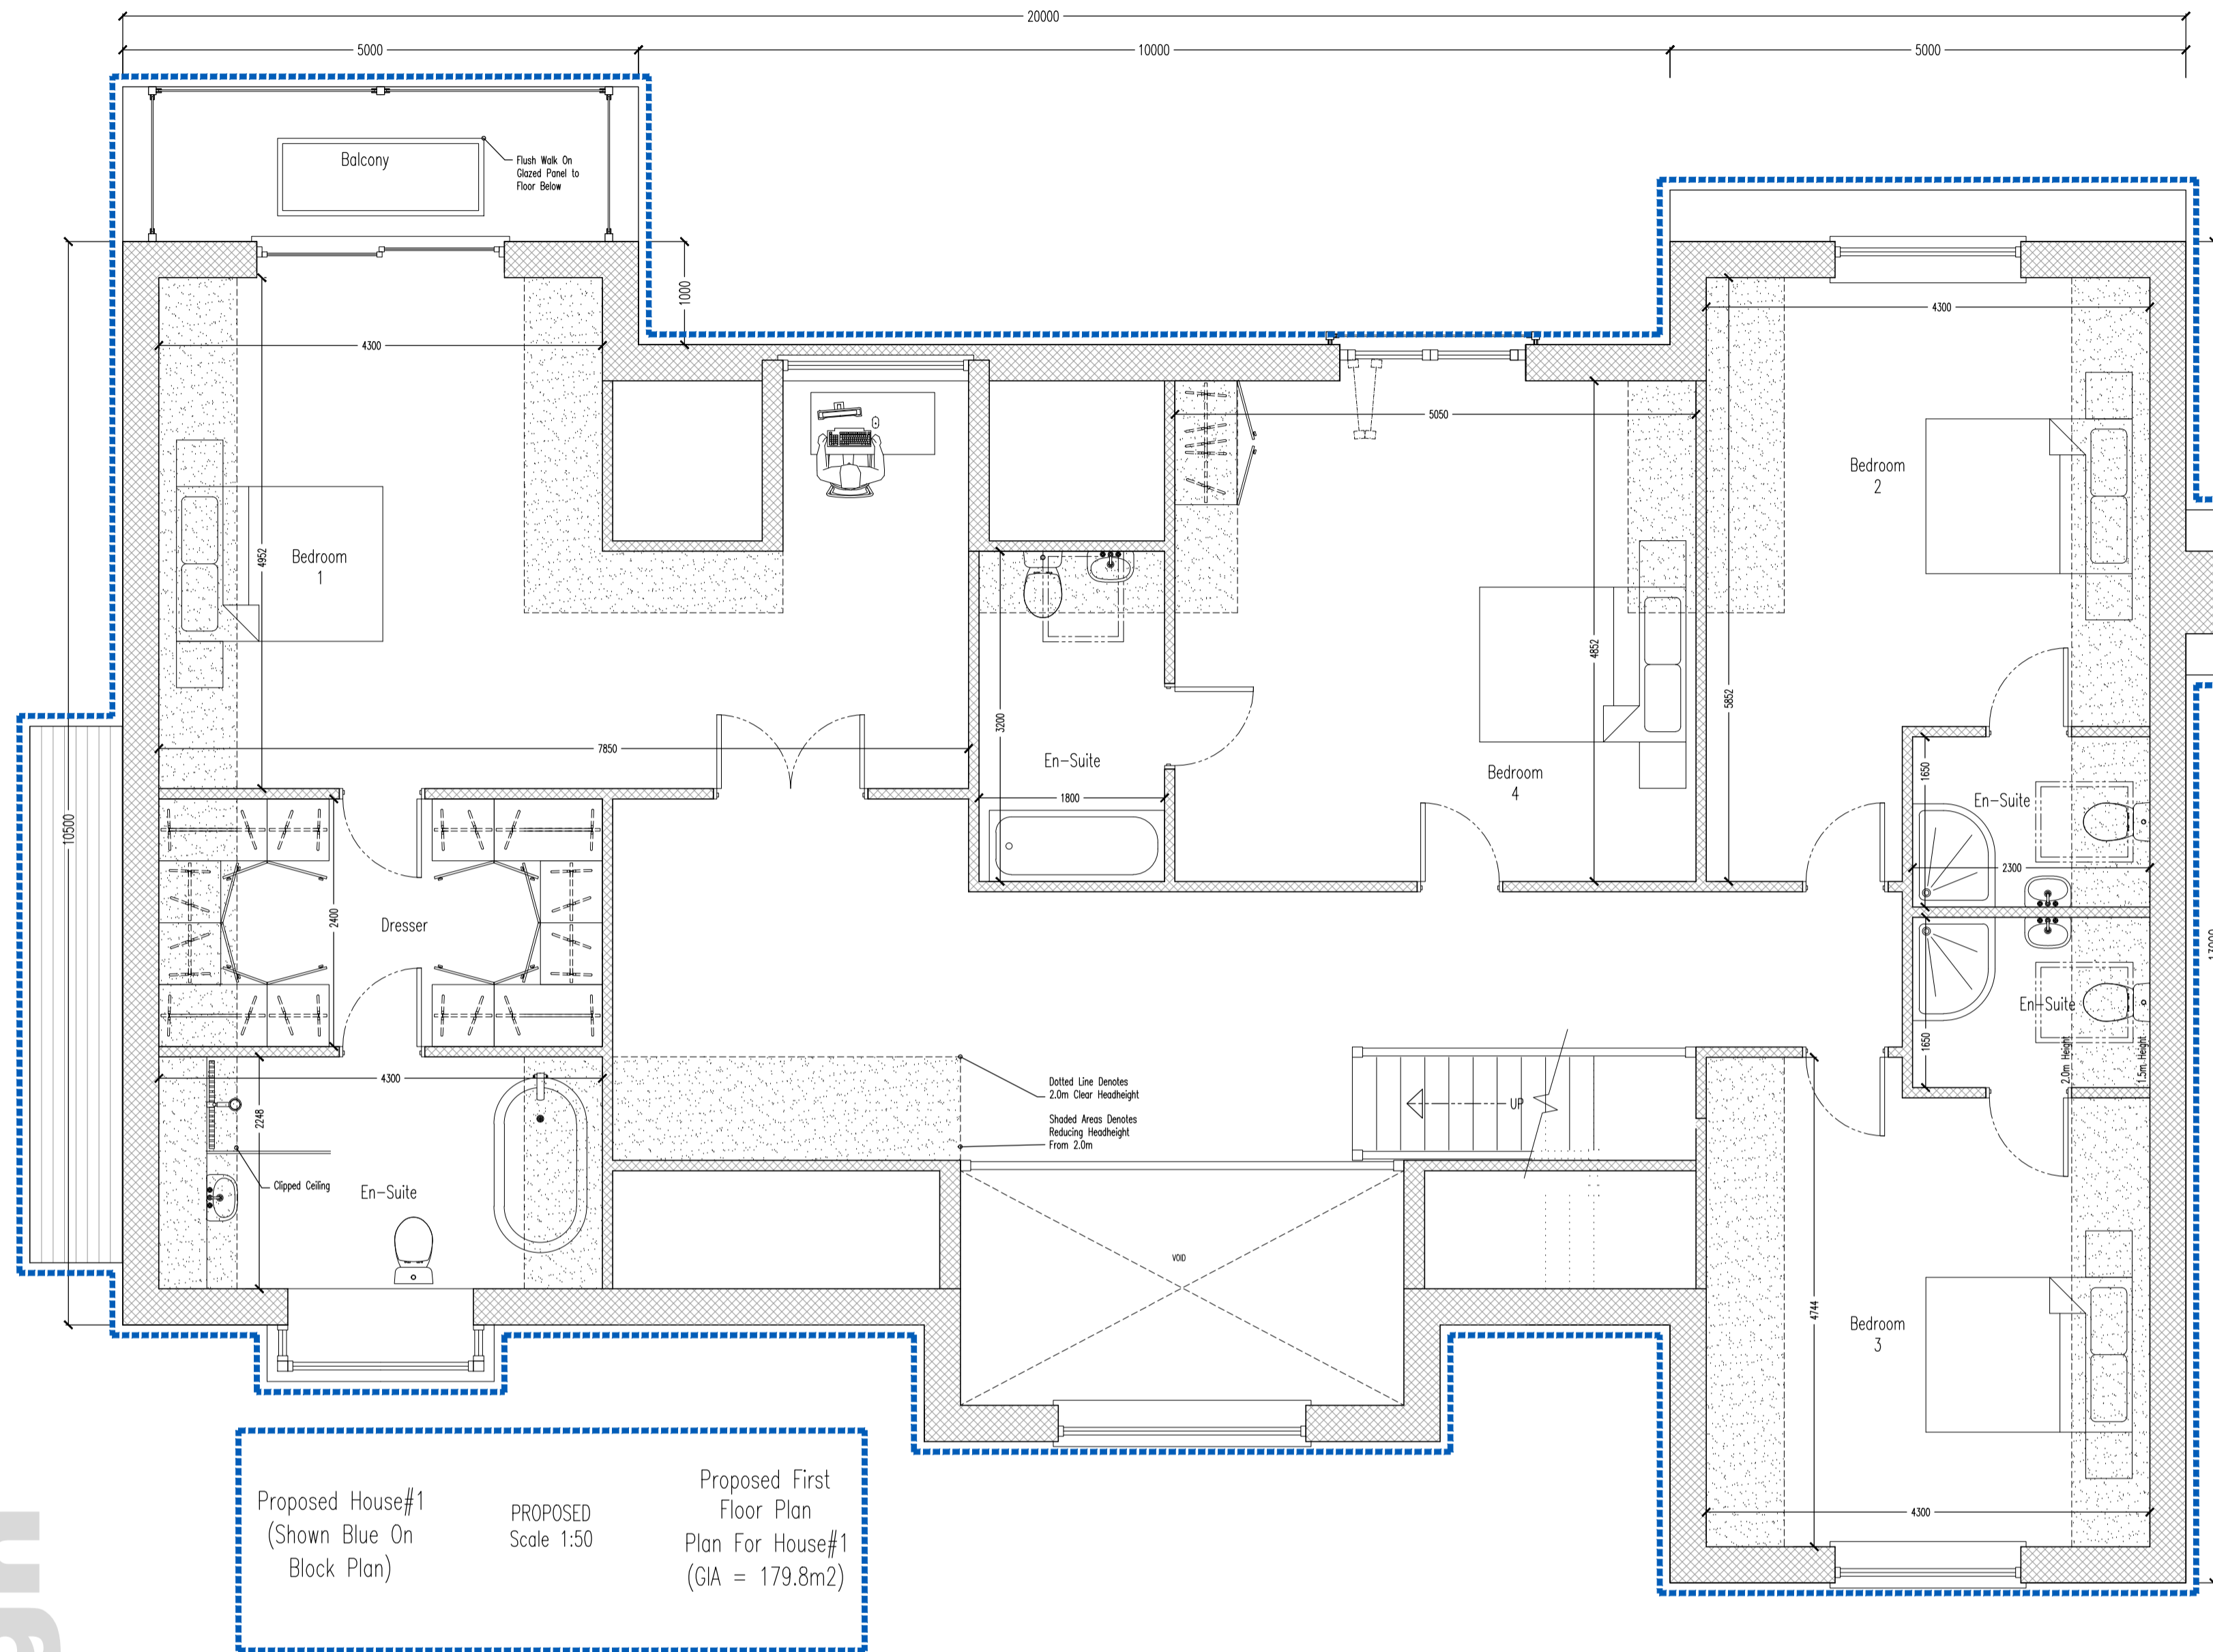 20000
5000
10000
5000
Balcony
Flush Walk On
Glazed Panel to
Floor Below
1000
4300
4300
5050
Bedroom
2
4952
Bedroom
1
10500
4852
5852
3200
7850
En-Suite
Bedroom
4
1800
1650
En-Suite
2300
2400
Dresser
En-Suite
1650
2.0m Height
1.5m Height
4300
2248
Dotted Line Denotes
2.0m Clear Headheight
Shaded Areas Denotes
Reducing Headheight
From 2.0m
UP
Clipped Ceiling
En-Suite
VOID
4744
Bedroom
3
4300
Proposed House#1
(Shown Blue On
Block Plan)
PROPOSED
Scale 1:50
Proposed First
Floor Plan
Plan For House#1
(GIA = 179.8m2)